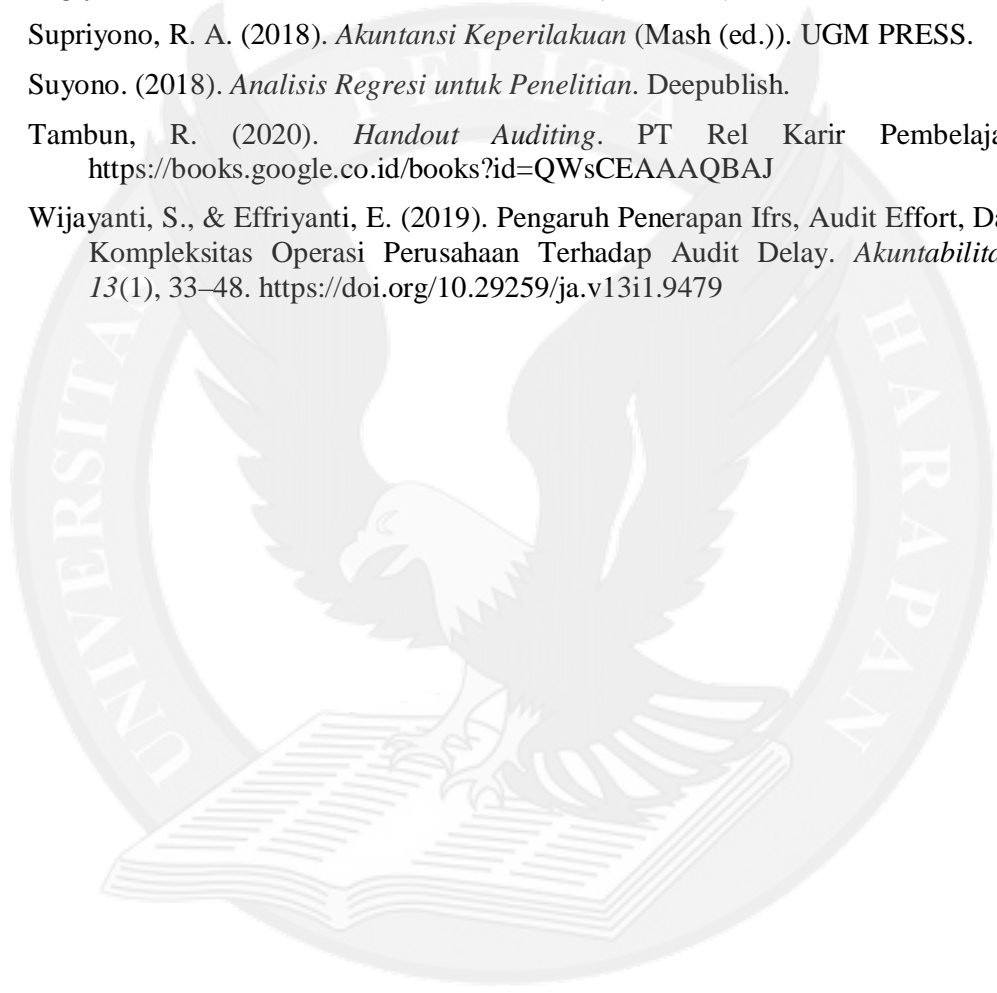 Supriyono, R. A. (2018). Akuntansi Keperilakuan (Mash (ed.)). UGM PRESS.
Suyono. (2018). Analisis Regresi untuk Penelitian. Deepublish.
Tambun, R. (2020). Handout Auditing. PT Rel Karir Pembelaja
https://books.google.co.id/books?id=QWsCEAAAQBAJ
Wijayanti, S., & Effriyanti, E. (2019). Pengaruh Penerapan Ifrs, Audit Effort, Da
Kompleksitas Operasi Perusahaan Terhadap Audit Delay. Akuntabilita
13(1), 33–48. https://doi.org/10.29259/ja.v13i1.9479
UNIVERSITAS PELITA HARAPAN